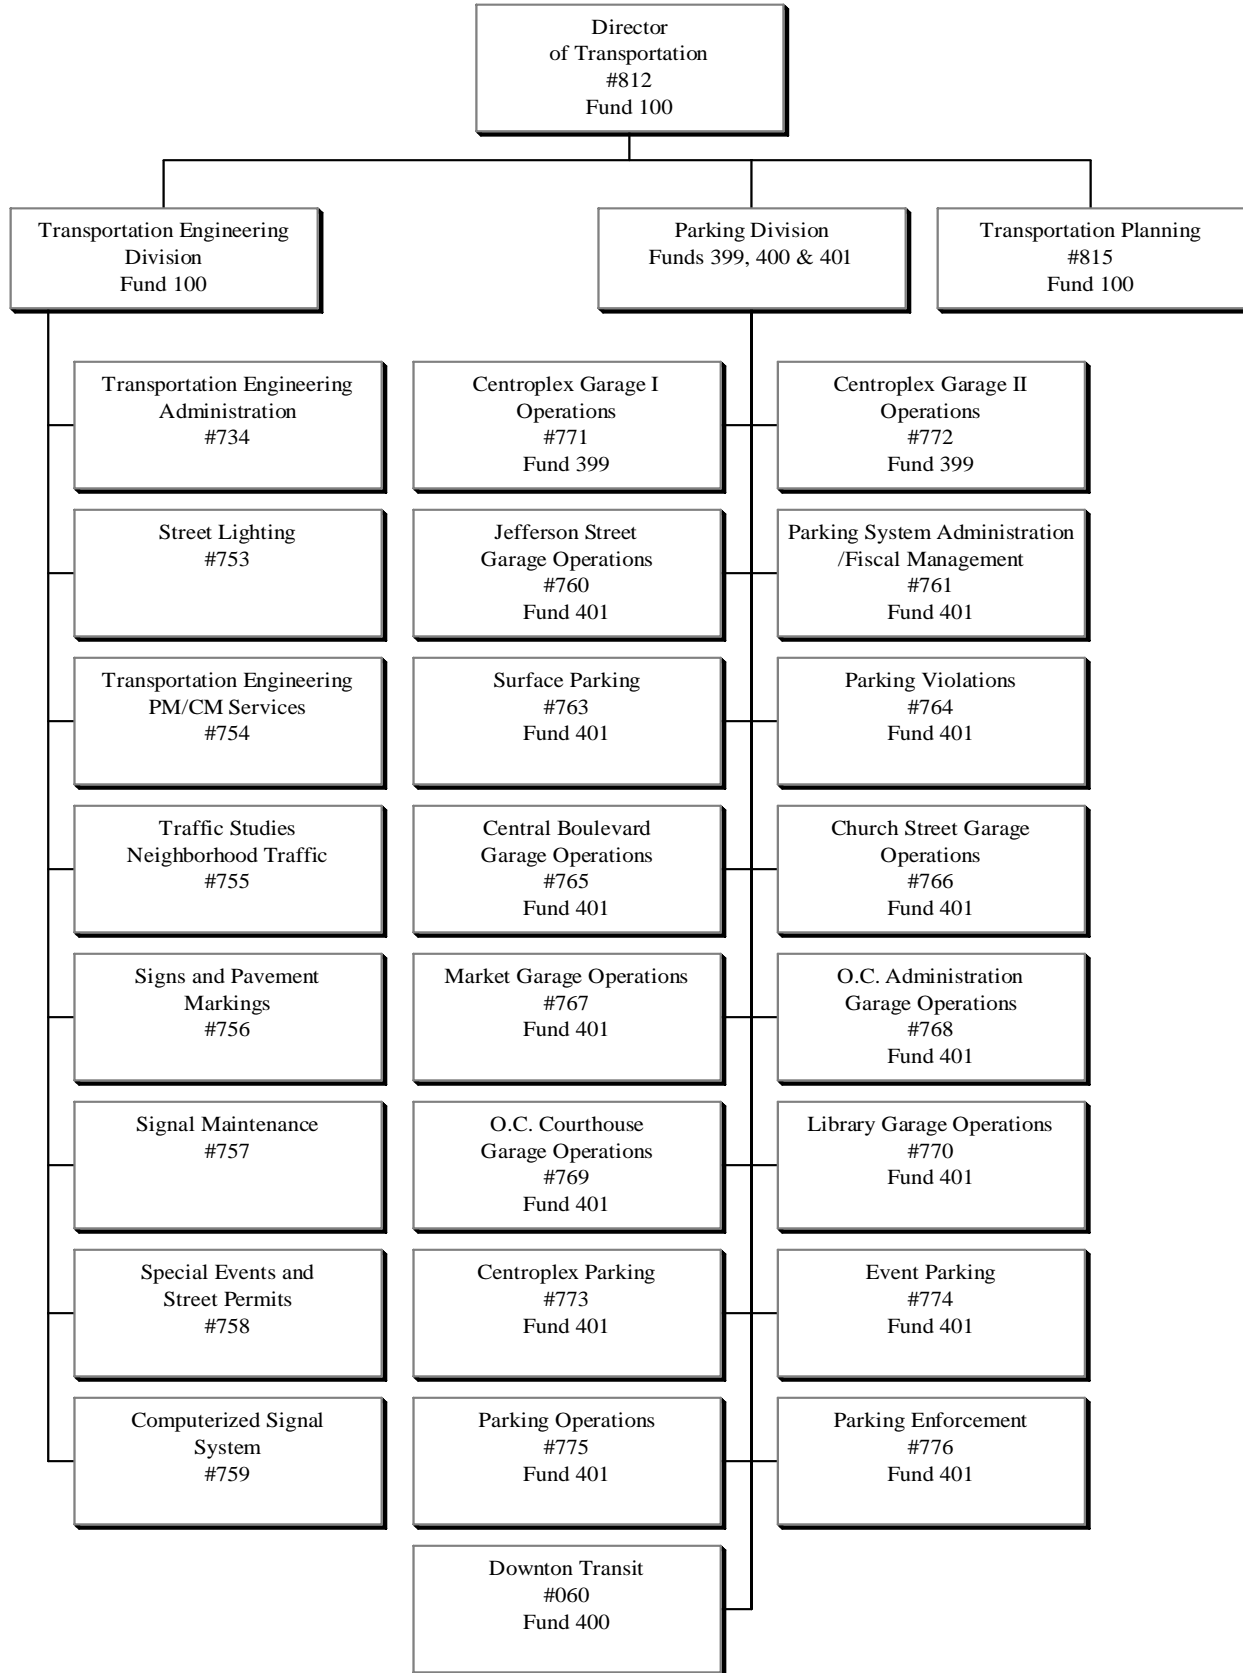 Director
of Transportation
#812
Fund 100
Transportation Engineering
Division
Fund 100
Parking Division
Funds 399, 400 & 401
Transportation Planning
#815
Fund 100
Transportation Engineering
Administration
#734
Centroplex Garage I
Operations
#771
Fund 399
Centroplex Garage II
Operations
#772
Fund 399
Street Lighting
#753
Jefferson Street
Garage Operations
#760
Fund 401
Parking System Administration
/Fiscal Management
#761
Fund 401
Transportation Engineering
PM/CM Services
#754
Surface Parking
#763
Fund 401
Parking Violations
#764
Fund 401
Traffic Studies
Neighborhood Traffic
#755
Central Boulevard
Garage Operations
#765
Fund 401
Church Street Garage
Operations
#766
Fund 401
Signs and Pavement
Markings
#756
Market Garage Operations
#767
Fund 401
O.C. Administration
Garage Operations
#768
Fund 401
Signal Maintenance
#757
O.C. Courthouse
Garage Operations
#769
Fund 401
Library Garage Operations
#770
Fund 401
Special Events and
Street Permits
#758
Centroplex Parking
#773
Fund 401
Event Parking
#774
Fund 401
Computerized Signal
System
#759
Parking Operations
#775
Fund 401
Parking Enforcement
#776
Fund 401
Downton Transit
#060
Fund 400